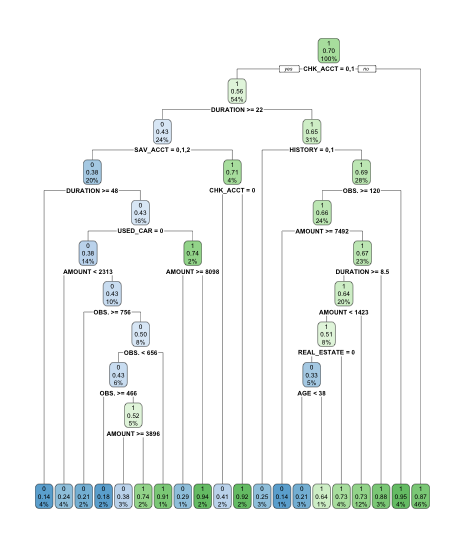 1
0.70
100%
yes CHK_ACCT = 0,1 no
1
0.56
54%
DURATION >= 22
0
0.43
24%
1
0.65
31%
SAV_ACCT = 0,1,2
HISTORY = 0,1
0
0.38
20%
1
0.71
4%
1
0.69
28%
DURATION >= 48
CHK_ACCT = 0
OBS. >= 120
0
0.43
16%
1
0.66
24%
USED_CAR = 0
AMOUNT >= 7492
0
0.38
14%
1
0.74
2%
1
0.67
23%
AMOUNT < 2313
AMOUNT >= 8098
DURATION >= 8.5
0
0.43
10%
1
0.64
20%
OBS. >= 756
AMOUNT < 1423
0
0.50
8%
1
0.51
8%
OBS. < 656
REAL_ESTATE = 0
0
0.43
6%
0
0.33
5%
OBS. >= 466
AGE < 38
1
0.52
5%
AMOUNT >= 3896
0 0 0 0 0 1 1 0 1 0 1 0 0 0 1 1 1 1 1 1
0.14 0.24 0.21 0.18 0.38 0.74 0.91 0.29 0.94 0.41 0.92 0.25 0.14 0.21 0.64 0.73 0.73 0.88 0.95 0.87
4% 4% 2% 2% 3% 2% 1% 1% 2% 2% 2% 3% 1% 3% 1% 4% 12% 3% 4% 46%